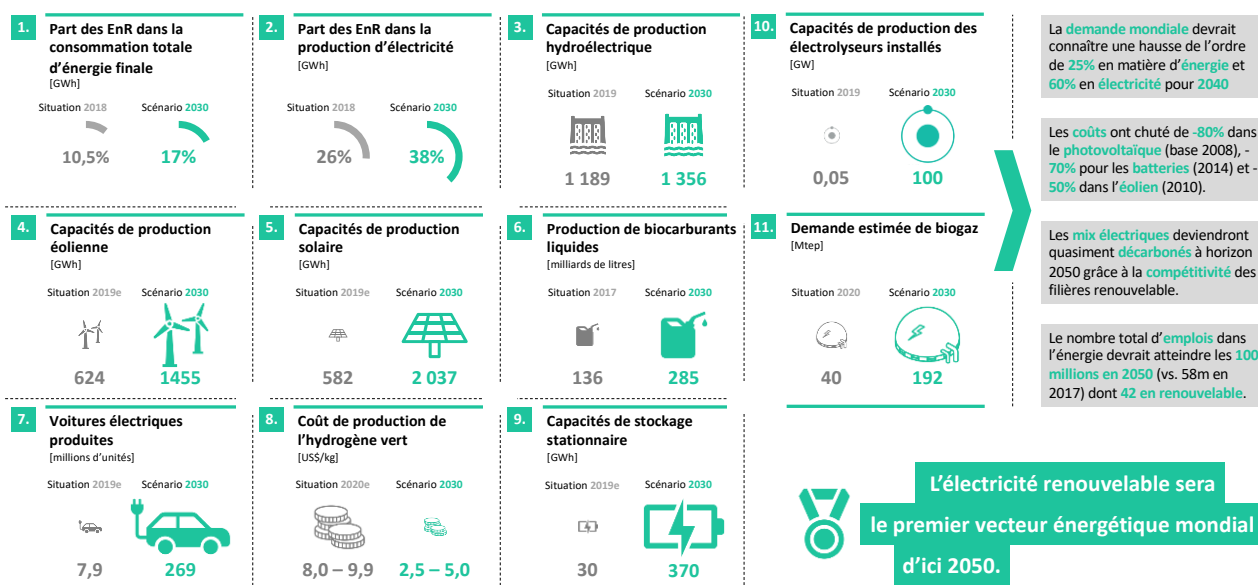 1.
Part des EnR dans la
consommation totale
d'énergie finale
[GWh]
Situation 2018
Scénario 2030
10,5%
17%
2.
Part des EnR dans la
production d'électricité
[GWh]
Situation 2018
Scénario 2030
26%
38%
3.
Capacités de production
hydroélectrique
[GWh]
Situation 2019
Scénario 2030
1 189
1 356
10.
Capacités de production des
électrolyseurs installés
[GW]
Situation 2019
Scénario 2030
0,05
100
4.
Capacités de production
éolienne
[GWh]
Situation 2019e
Scénario 2030
624
1455
5.
Capacités de production
solaire
[GWh]
Situation 2019e
Scénario 2030
582
2 037
6.
Production de biocarburants
liquides
[milliards de litres]
Situation 2017
Scénario 2030
136
285
11.
Demande estimée de biogaz
[Mtep]
Situation 2020
Scénario 2030
40
192
7.
Voitures électriques
produites
[millions d'unités]
Situation 2019e
Scénario 2030
7,9
269
8.
Coût de production de
l'hydrogène vert
[US$/kg]
Situation 2020e
Scénario 2030
8,0 – 9,9
2,5 – 5,0
9.
Capacités de stockage
stationnaire
[GWh]
Situation 2019e
Scénario 2030
30
370
La demande mondiale devrait
connaître une hausse de l'ordre
de 25% en matière d'énergie et
60% en électricité pour 2040
Les coûts ont chuté de -80% dans
le photovoltaïque (base 2008), -
70% pour les batteries (2014) et -
50% dans l'éolien (2010).
Les mix électriques deviendront
quasiment décarbonés à horizon
2050 grâce à la compétitivité des
filières renouvelable.
Le nombre total d'emplois dans
l'énergie devrait atteindre les 100
millions en 2050 (vs. 58m en
2017) dont 42 en renouvelable.
L'électricité renouvelable sera
le premier vecteur énergétique mondial
d'ici 2050.